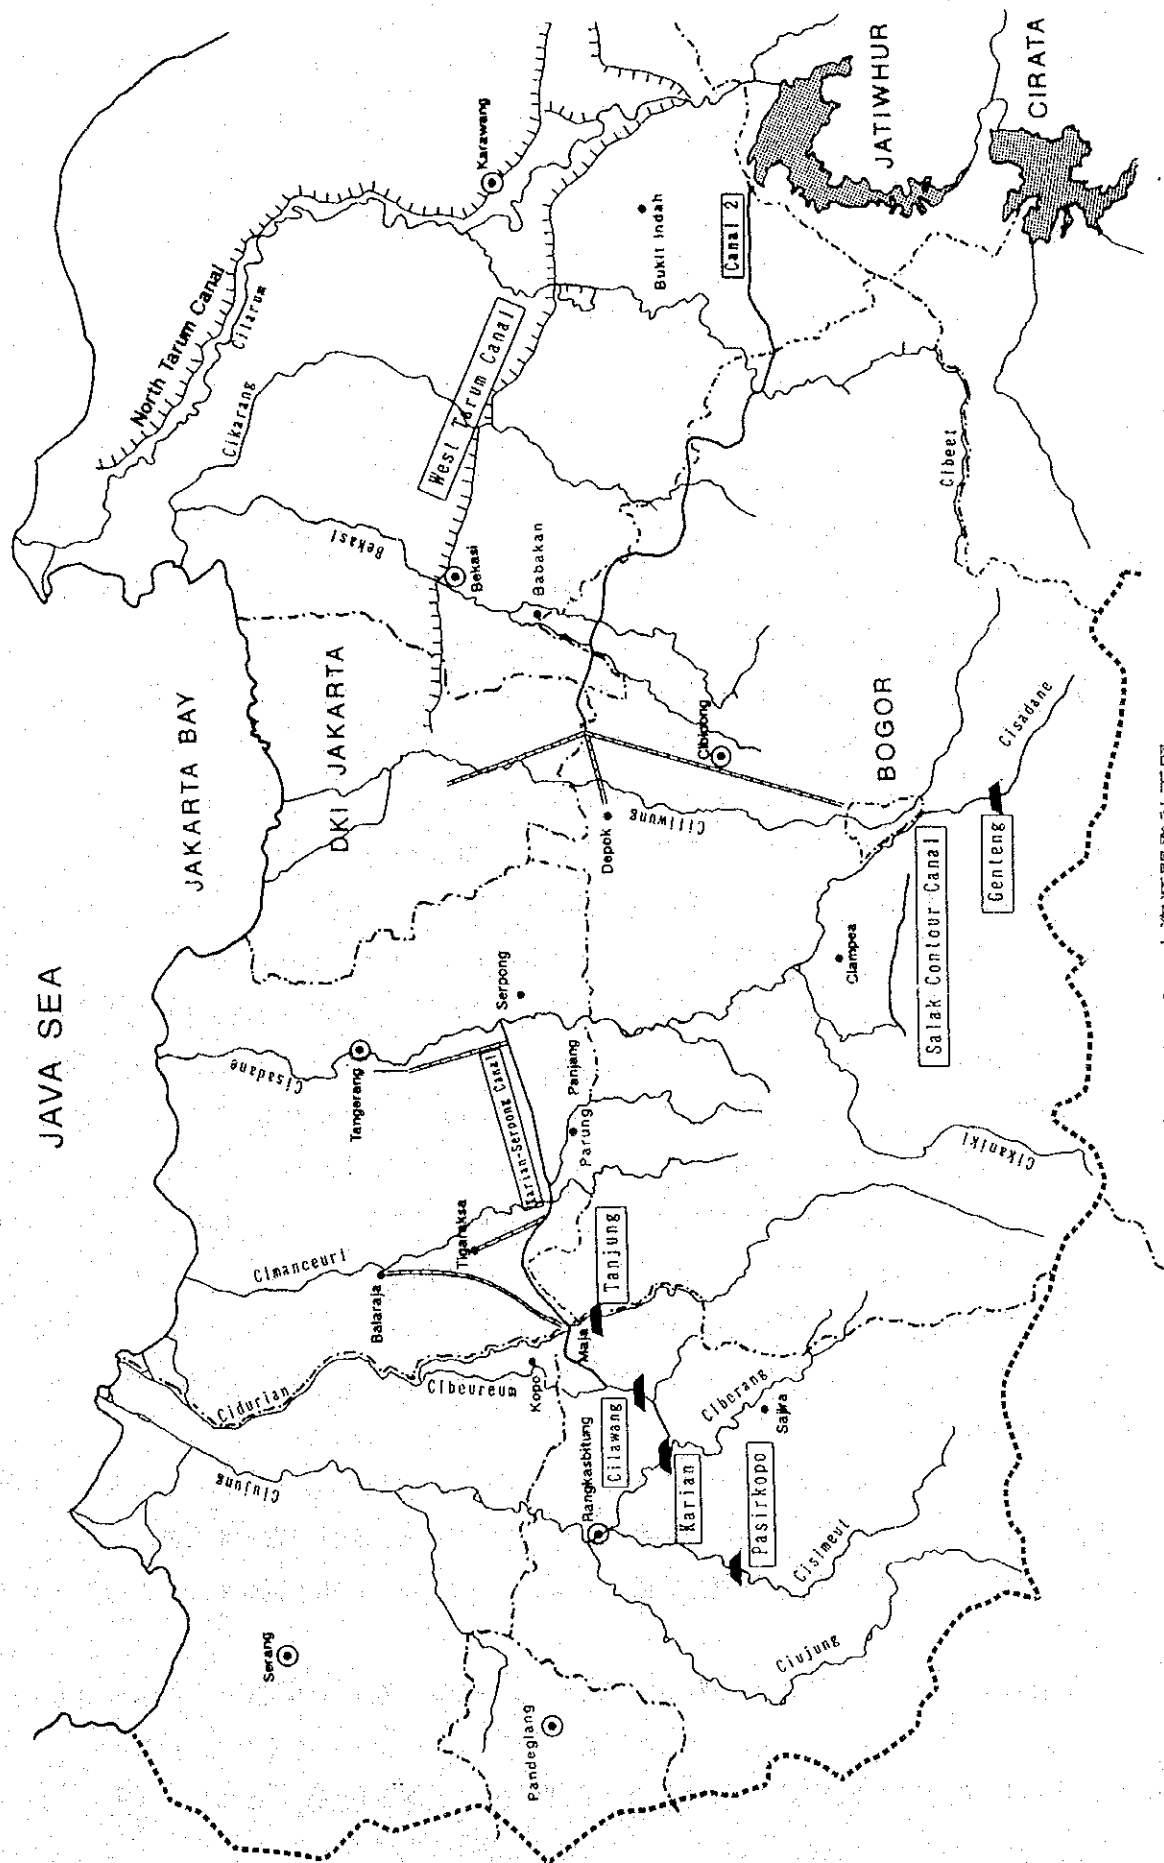 JAVA SEA
JAKARTA BAY
DKI JAKARTA
North Tarum Canal
Cilarum
Cikarang
West Tarum Canal
Karawang
Bekasi
Bekasi
Babakan
Bukit Indah
Canal 2
JATIWHUR
CIRATA
Cibeet
Cibinong
BOGOR
Cisadane
Genteng
Salak Contour Canal
Ciampea
Ciliwung
Depok
Serpong
Cisadane
Tangerang
Karian-Serpong Canal
Panjang
Parung
Cikaniki
Tigaraksa
Cimanceuri
Balaraja
Tanjung
Maja
Kopo
Cibeureum
Cidurian
Ciujung
Rangkasbitung
Cilawang
Ciberang
Sajira
Karian
Pasirkopo
Cisimeut
Ciujung
Serang
Pandeglang